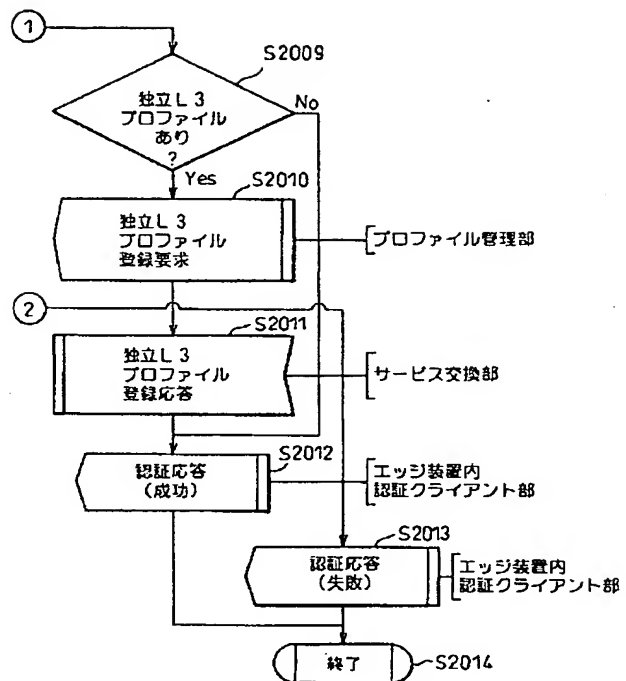 1
S2009
独立L3
プロファイル
あり
?
No
Yes
S2010
独立L3
プロファイル
登録要求
プロファイル管理部
2
S2011
独立L3
プロファイル
登録応答
サービス交換部
S2012
認証応答
(成功)
エッジ装置内
認証クライアント部
S2013
認証応答
(失敗)
エッジ装置内
認証クライアント部
終了
S2014